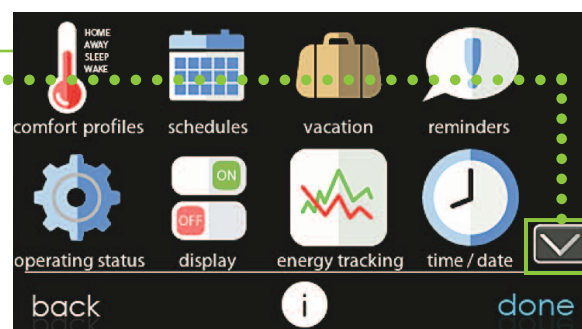 HOME
AWAY
SLEEP
WAKE
comfort profiles schedules vacation reminders
ON
OFF
operating status display energy tracking time / date
back i done